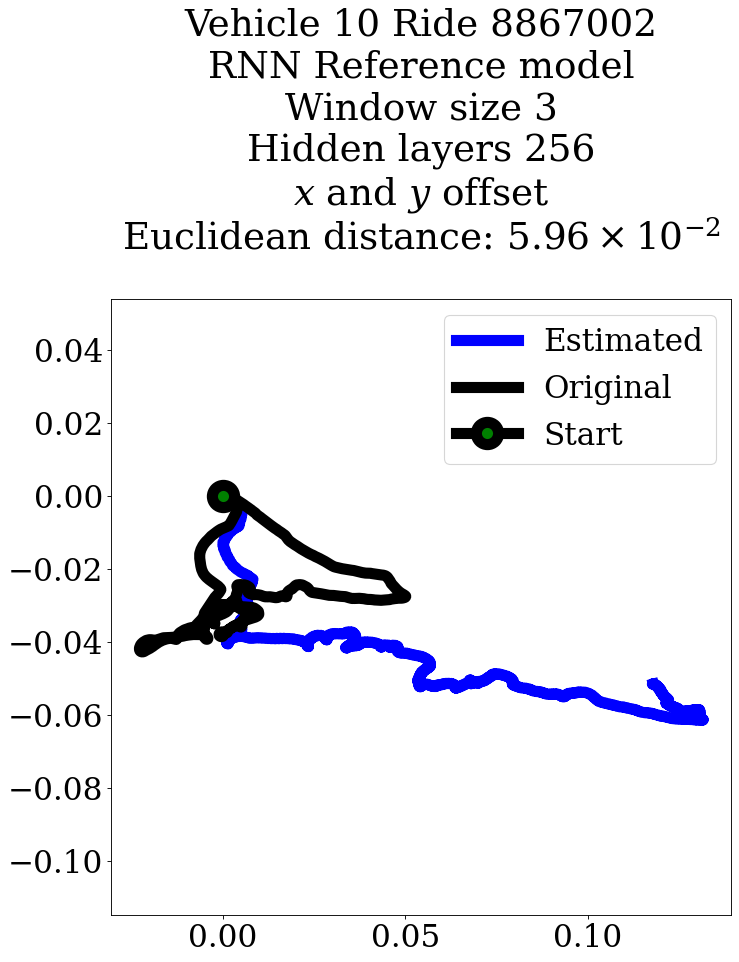 Vehicle 10 Ride 8867002
RNN Reference model
Window size 3
Hidden layers 256
x and y offset
Euclidean distance: 5.96 × 10⁻²
Estimated
Original
Start
0.04
0.02
0.00
−0.02
−0.04
−0.06
−0.08
−0.10
0.00 0.05 0.10